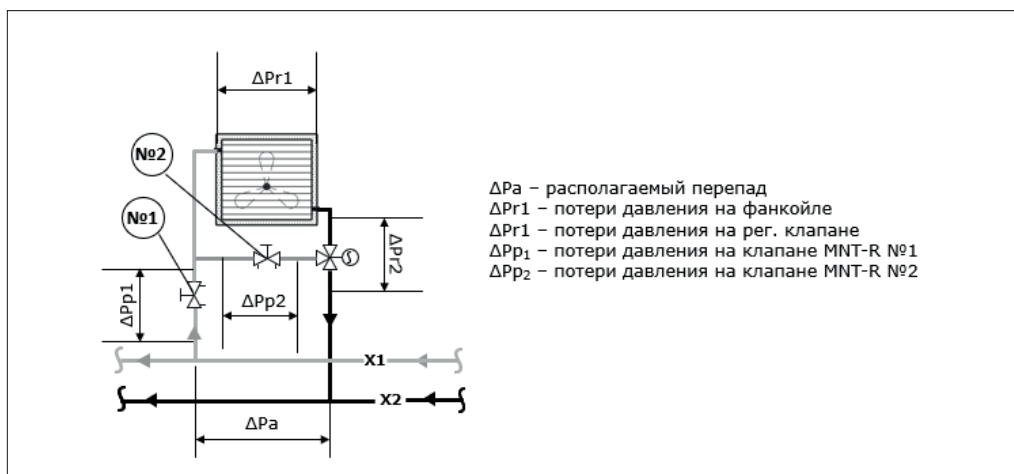 ΔPr1
№2
№1
ΔPr2
ΔPp2
ΔPp1
X1
X2
ΔPa
ΔPa – располагаемый перепад
ΔPr1 – потери давления на фанкойле
ΔPr1 – потери давления на рег. клапане
ΔPp₁ – потери давления на клапане MNT-R №1
ΔPp₂ – потери давления на клапане MNT-R №2